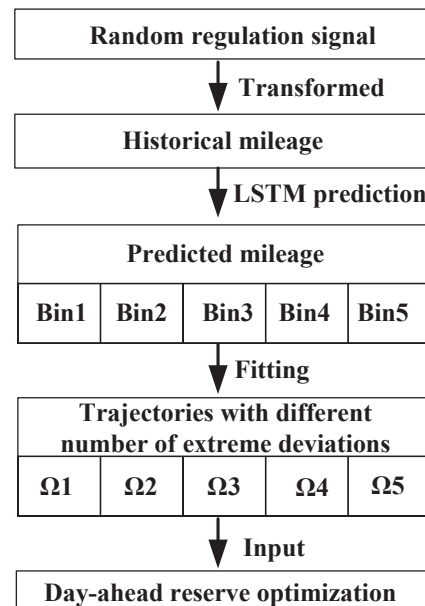 Random regulation signal
Transformed
Historical mileage
LSTM prediction
Predicted mileage
Bin1 Bin2 Bin3 Bin4 Bin5
Fitting
Trajectories with different
number of extreme deviations
Ω1 Ω2 Ω3 Ω4 Ω5
Input
Day-ahead reserve optimization